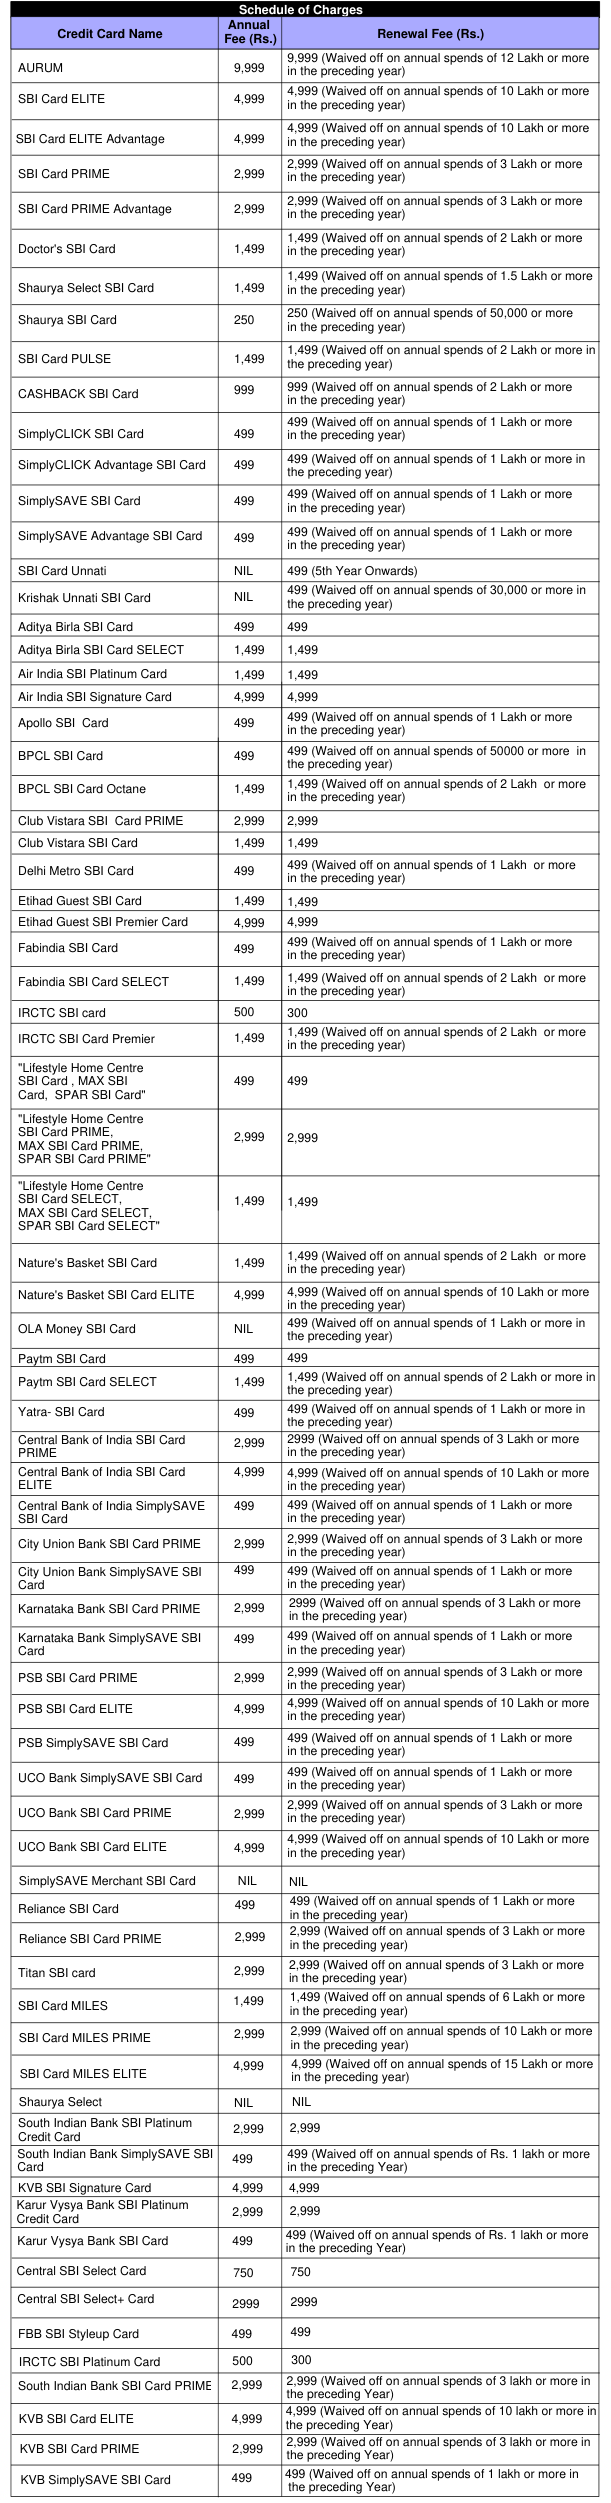 Schedule of Charges
Credit Card Name
Annual
Fee (Rs.)
Renewal Fee (Rs.)
AURUM
9,999
9,999 (Waived off on annual spends of 12 Lakh or more
in the preceding year)
SBI Card ELITE
4,999
4,999 (Waived off on annual spends of 10 Lakh or more
in the preceding year)
SBI Card ELITE Advantage
4,999
4,999 (Waived off on annual spends of 10 Lakh or more
in the preceding year)
SBI Card PRIME
2,999
2,999 (Waived off on annual spends of 3 Lakh or more
in the preceding year)
SBI Card PRIME Advantage
2,999
2,999 (Waived off on annual spends of 3 Lakh or more
in the preceding year)
Doctor's SBI Card
1,499
1,499 (Waived off on annual spends of 2 Lakh or more
in the preceding year)
Shaurya Select SBI Card
1,499
1,499 (Waived off on annual spends of 1.5 Lakh or more
in the preceding year)
Shaurya SBI Card
250
250 (Waived off on annual spends of 50,000 or more
in the preceding year)
SBI Card PULSE
1,499
1,499 (Waived off on annual spends of 2 Lakh or more in
the preceding year)
CASHBACK SBI Card
999
999 (Waived off on annual spends of 2 Lakh or more
in the preceding year)
SimplyCLICK SBI Card
499
499 (Waived off on annual spends of 1 Lakh or more
in the preceding year)
SimplyCLICK Advantage SBI Card
499
499 (Waived off on annual spends of 1 Lakh or more in
the preceding year)
SimplySAVE SBI Card
499
499 (Waived off on annual spends of 1 Lakh or more
in the preceding year)
SimplySAVE Advantage SBI Card
499
499 (Waived off on annual spends of 1 Lakh or more
in the preceding year)
SBI Card Unnati
NIL
499 (5th Year Onwards)
Krishak Unnati SBI Card
NIL
499 (Waived off on annual spends of 30,000 or more in
the preceding year)
Aditya Birla SBI Card
499
499
Aditya Birla SBI Card SELECT
1,499
1,499
Air India SBI Platinum Card
1,499
1,499
Air India SBI Signature Card
4,999
4,999
Apollo SBI Card
499
499 (Waived off on annual spends of 1 Lakh or more
in the preceding year)
BPCL SBI Card
499
499 (Waived off on annual spends of 50000 or more in
the preceding year)
BPCL SBI Card Octane
1,499
1,499 (Waived off on annual spends of 2 Lakh or more
in the preceding year)
Club Vistara SBI Card PRIME
2,999
2,999
Club Vistara SBI Card
1,499
1,499
Delhi Metro SBI Card
499
499 (Waived off on annual spends of 1 Lakh or more
in the preceding year)
Etihad Guest SBI Card
1,499
1,499
Etihad Guest SBI Premier Card
4,999
4,999
Fabindia SBI Card
499
499 (Waived off on annual spends of 1 Lakh or more
in the preceding year)
Fabindia SBI Card SELECT
1,499
1,499 (Waived off on annual spends of 2 Lakh or more
in the preceding year)
IRCTC SBI card
500
300
IRCTC SBI Card Premier
1,499
1,499 (Waived off on annual spends of 2 Lakh or more
in the preceding year)
"Lifestyle Home Centre
SBI Card , MAX SBI
Card, SPAR SBI Card"
499
499
"Lifestyle Home Centre
SBI Card PRIME,
MAX SBI Card PRIME,
SPAR SBI Card PRIME"
2,999
2,999
"Lifestyle Home Centre
SBI Card SELECT,
MAX SBI Card SELECT,
SPAR SBI Card SELECT"
1,499
1,499
Nature's Basket SBI Card
1,499
1,499 (Waived off on annual spends of 2 Lakh or more
in the preceding year)
Nature's Basket SBI Card ELITE
4,999
4,999 (Waived off on annual spends of 10 Lakh or more
in the preceding year)
OLA Money SBI Card
NIL
499 (Waived off on annual spends of 1 Lakh or more in
the preceding year)
Paytm SBI Card
499
499
Paytm SBI Card SELECT
1,499
1,499 (Waived off on annual spends of 2 Lakh or more in
the preceding year)
Yatra- SBI Card
499
499 (Waived off on annual spends of 1 Lakh or more in
the preceding year)
Central Bank of India SBI Card
PRIME
2,999
2999 (Waived off on annual spends of 3 Lakh or more
in the preceding year)
Central Bank of India SBI Card
ELITE
4,999
4,999 (Waived off on annual spends of 10 Lakh or more
in the preceding year)
Central Bank of India SimplySAVE
SBI Card
499
499 (Waived off on annual spends of 1 Lakh or more
in the preceding year)
City Union Bank SBI Card PRIME
2,999
2,999 (Waived off on annual spends of 3 Lakh or more
in the preceding year)
City Union Bank SimplySAVE SBI
Card
499
499 (Waived off on annual spends of 1 Lakh or more
in the preceding year)
Karnataka Bank SBI Card PRIME
2,999
2999 (Waived off on annual spends of 3 Lakh or more
in the preceding year)
Karnataka Bank SimplySAVE SBI
Card
499
499 (Waived off on annual spends of 1 Lakh or more
in the preceding year)
PSB SBI Card PRIME
2,999
2,999 (Waived off on annual spends of 3 Lakh or more
in the preceding year)
PSB SBI Card ELITE
4,999
4,999 (Waived off on annual spends of 10 Lakh or more
in the preceding year)
PSB SimplySAVE SBI Card
499
499 (Waived off on annual spends of 1 Lakh or more
in the preceding year)
UCO Bank SimplySAVE SBI Card
499
499 (Waived off on annual spends of 1 Lakh or more
in the preceding year)
UCO Bank SBI Card PRIME
2,999
2,999 (Waived off on annual spends of 3 Lakh or more
in the preceding year)
UCO Bank SBI Card ELITE
4,999
4,999 (Waived off on annual spends of 10 Lakh or more
in the preceding year)
SimplySAVE Merchant SBI Card
NIL
NIL
Reliance SBI Card
499
499 (Waived off on annual spends of 1 Lakh or more
in the preceding year)
Reliance SBI Card PRIME
2,999
2,999 (Waived off on annual spends of 3 Lakh or more
in the preceding year)
Titan SBI card
2,999
2,999 (Waived off on annual spends of 3 Lakh or more
in the preceding year)
SBI Card MILES
1,499
1,499 (Waived off on annual spends of 6 Lakh or more
in the preceding year)
SBI Card MILES PRIME
2,999
2,999 (Waived off on annual spends of 10 Lakh or more
in the preceding year)
SBI Card MILES ELITE
4,999
4,999 (Waived off on annual spends of 15 Lakh or more
in the preceding year)
Shaurya Select
NIL
NIL
South Indian Bank SBI Platinum
Credit Card
2,999
2,999
South Indian Bank SimplySAVE SBI
Card
499
499 (Waived off on annual spends of Rs. 1 lakh or more
in the preceding Year)
KVB SBI Signature Card
4,999
4,999
Karur Vysya Bank SBI Platinum
Credit Card
2,999
2,999
Karur Vysya Bank SBI Card
499
499 (Waived off on annual spends of Rs. 1 lakh or more
in the preceding Year)
Central SBI Select Card
750
750
Central SBI Select+ Card
2999
2999
FBB SBI Styleup Card
499
499
IRCTC SBI Platinum Card
500
300
South Indian Bank SBI Card PRIME
2,999
2,999 (Waived off on annual spends of 3 lakh or more in
the preceding Year)
KVB SBI Card ELITE
4,999
4,999 (Waived off on annual spends of 10 lakh or more in
the preceding Year)
KVB SBI Card PRIME
2,999
2,999 (Waived off on annual spends of 3 lakh or more
in the preceding Year)
KVB SimplySAVE SBI Card
499
499 (Waived off on annual spends of 1 lakh or more in
the preceding Year)